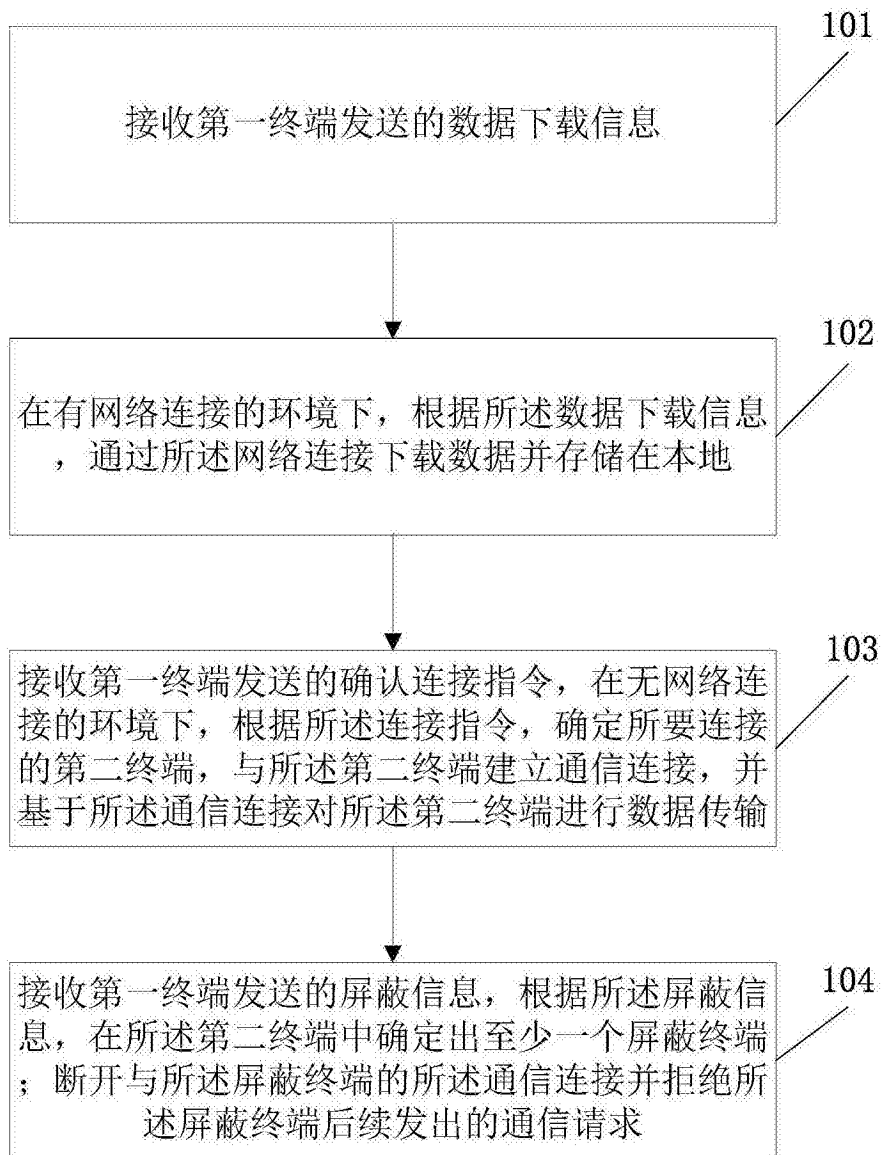 101
接收第一终端发送的数据下载信息
102
在有网络连接的环境下，根据所述数据下载信息
，通过所述网络连接下载数据并存储在本地
103
接收第一终端发送的确认连接指令，在无网络连
接的环境下，根据所述连接指令，确定所要连接
的第二终端，与所述第二终端建立通信连接，并
基于所述通信连接对所述第二终端进行数据传输
104
接收第一终端发送的屏蔽信息，根据所述屏蔽信
息，在所述第二终端中确定出至少一个屏蔽终端
；断开与所述屏蔽终端的所述通信连接并拒绝所
述屏蔽终端后续发出的通信请求